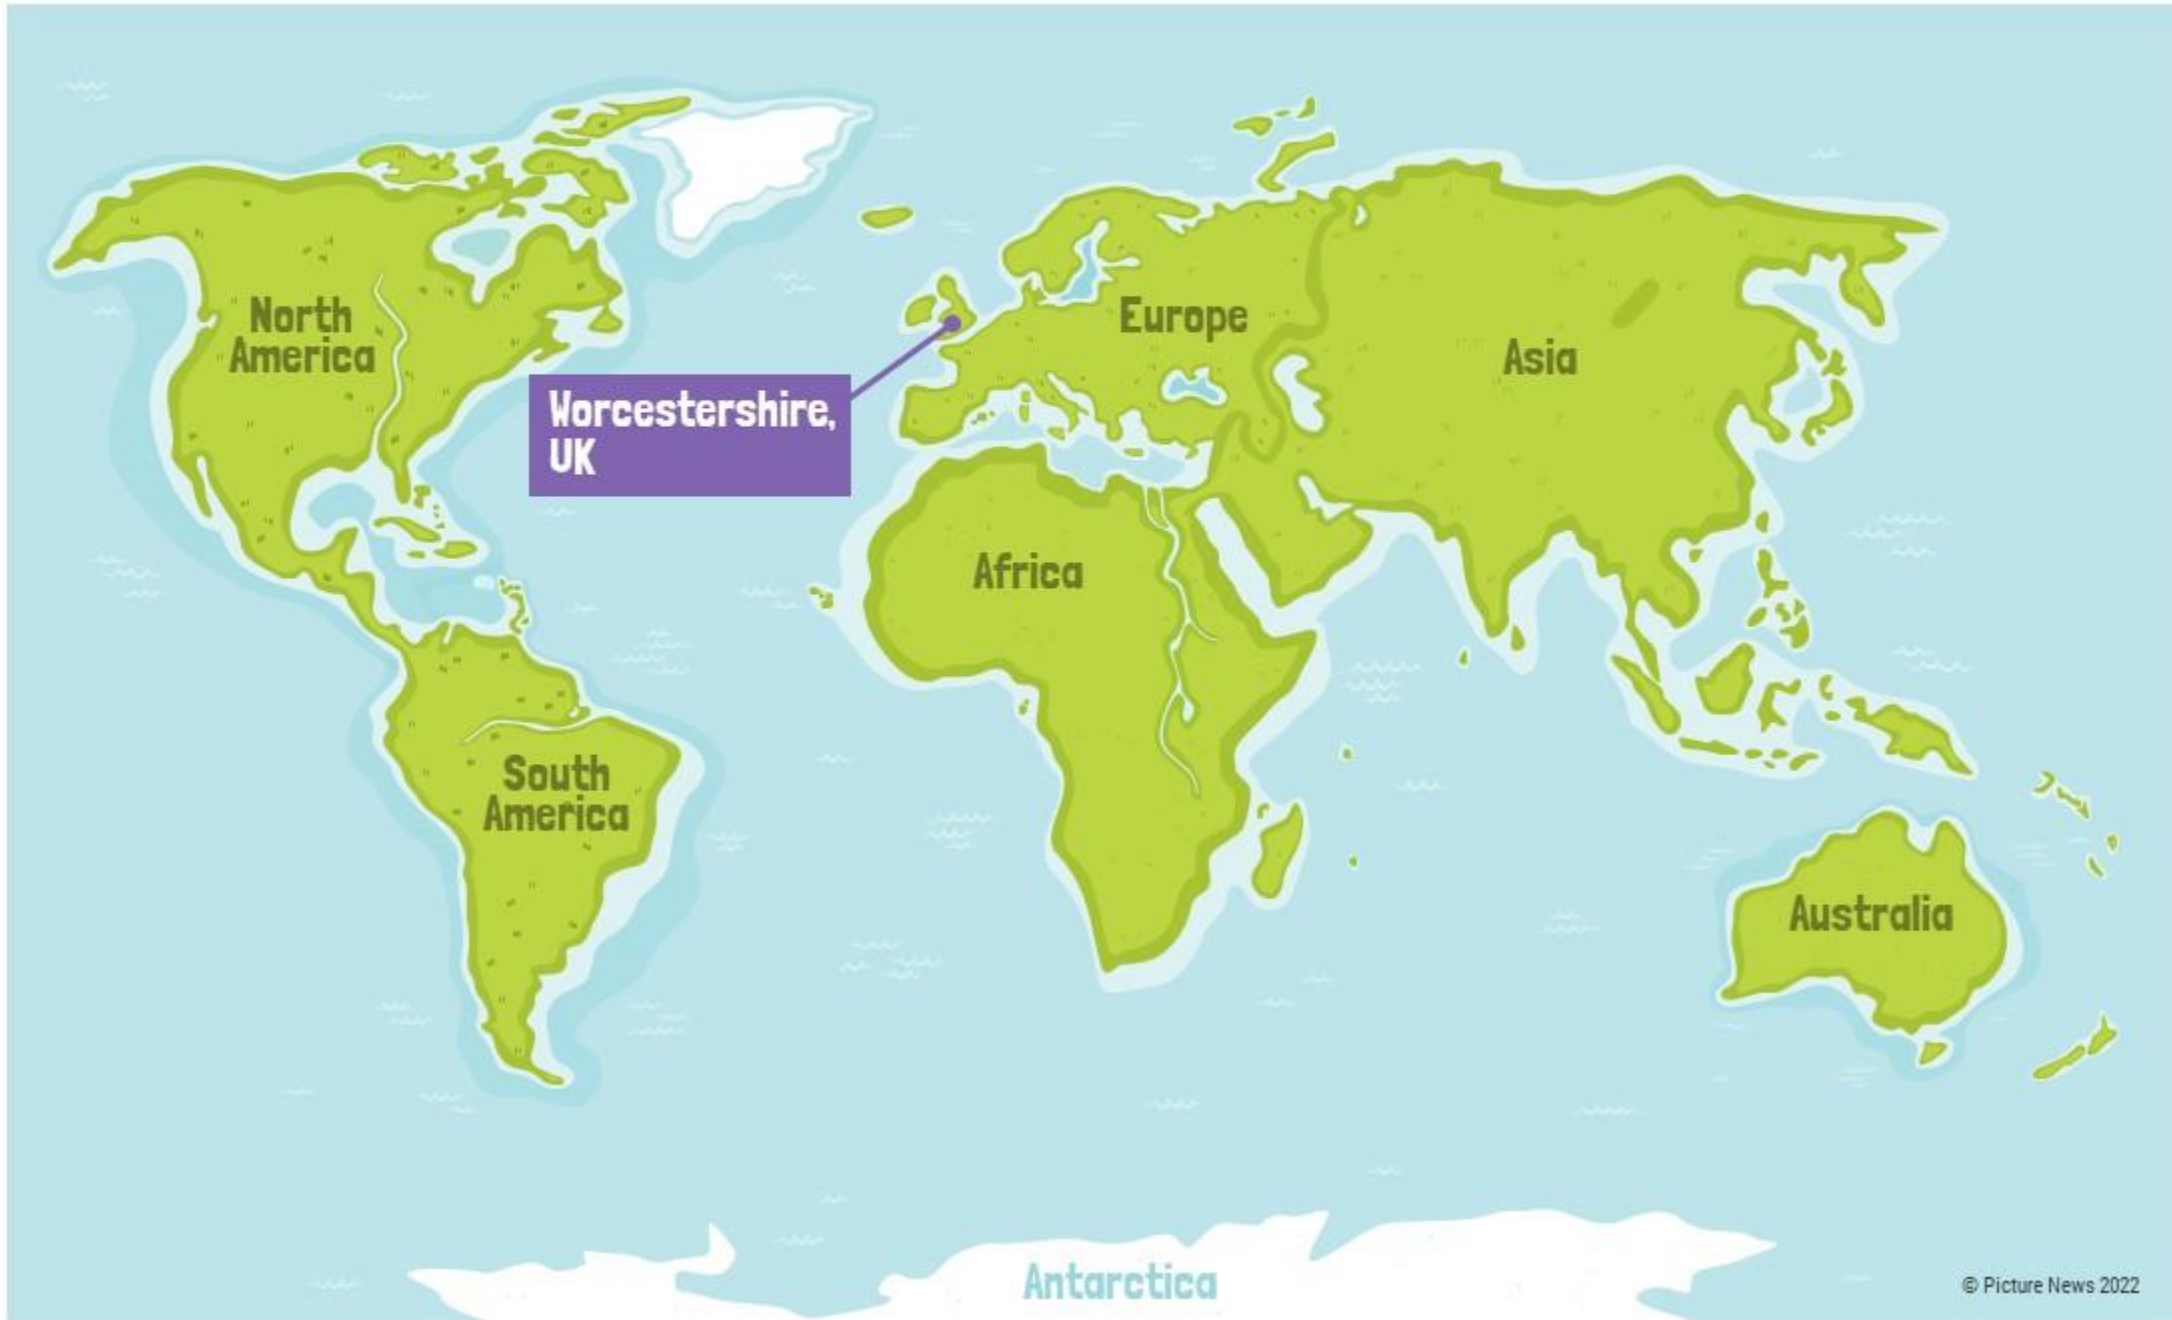 North
America
Europe
Asia
Worcestershire,
UK
Africa
South
America
Australia
Antarctica
© Picture News 2022